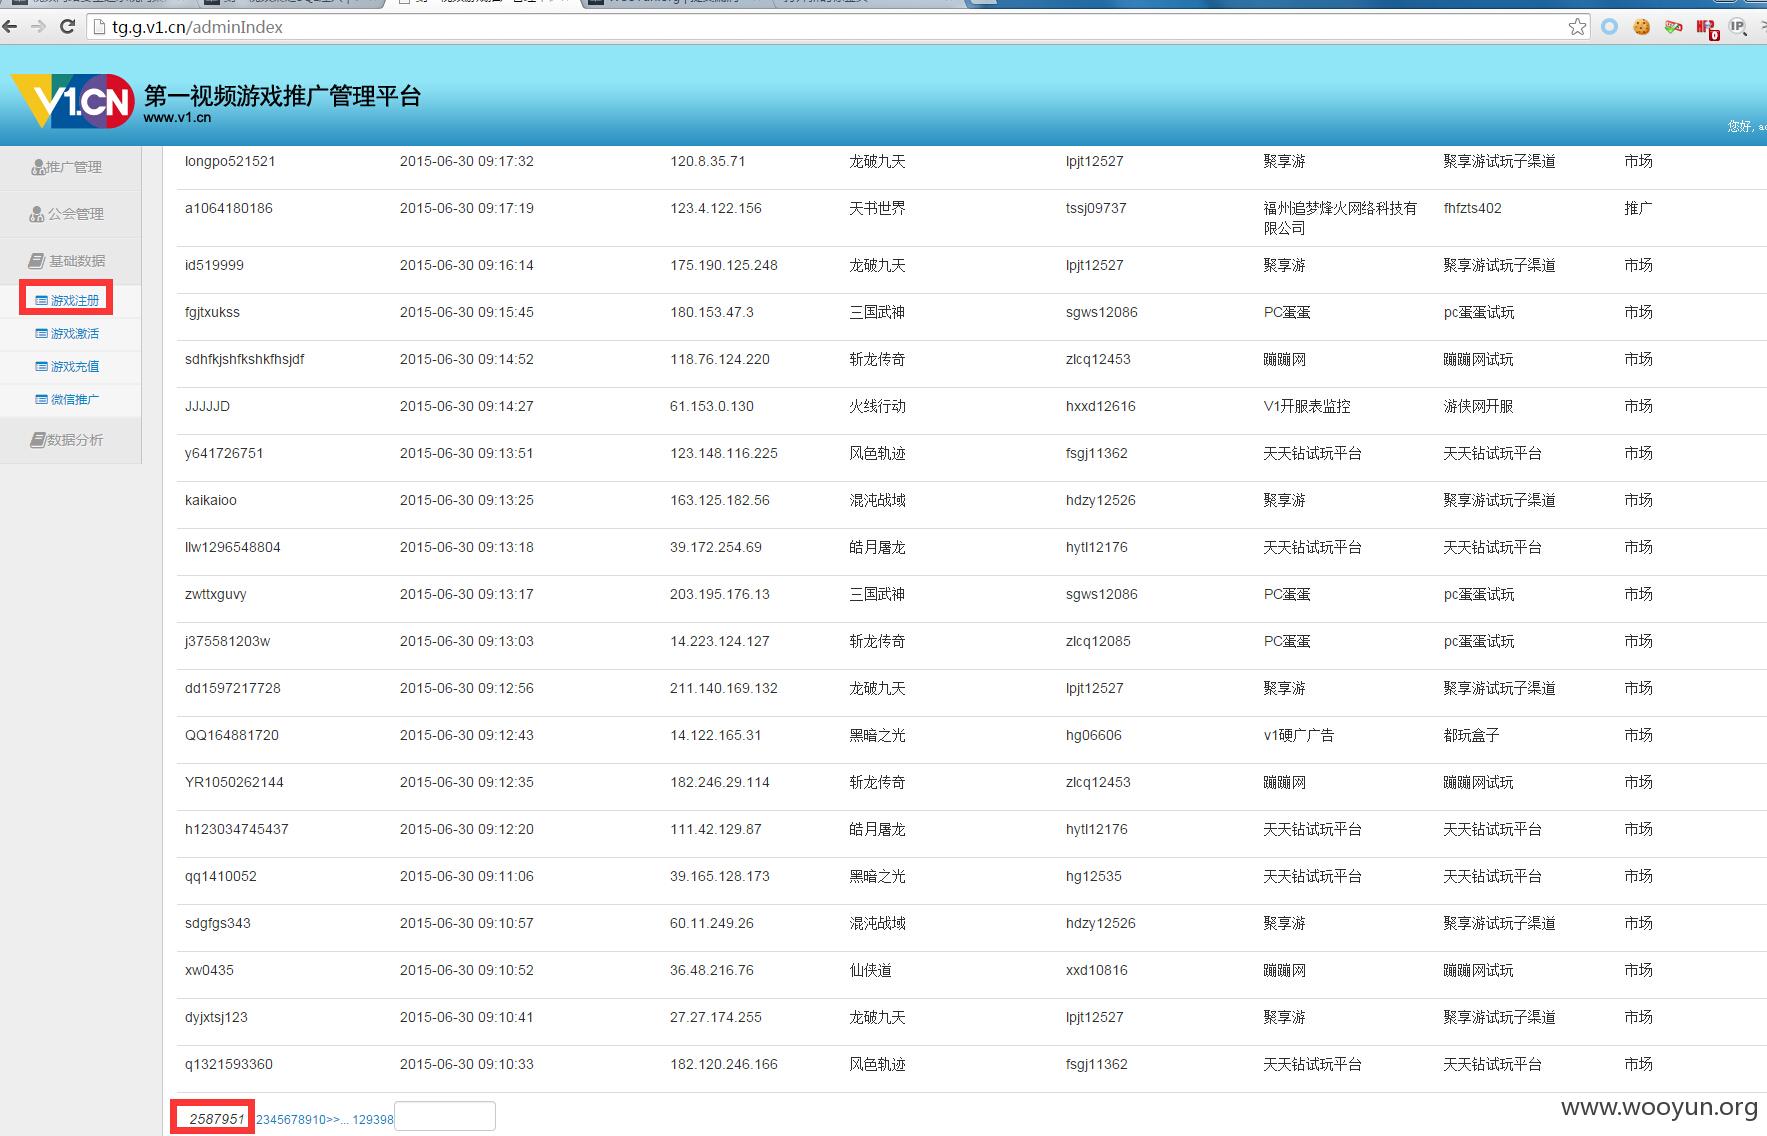 tg.g.v1.cn/adminIndex
V1.CN 第一视频游戏推广管理平台
www.v1.cn
您好,
推广管理
公会管理
基础数据
游戏注册
游戏激活
游戏充值
微信推广
数据分析
longpo521521 2015-06-30 09:17:32 120.8.35.71 龙破九天 lpjt12527 聚享游 聚享游试玩子渠道 市场
a1064180186 2015-06-30 09:17:19 123.4.122.156 天书世界 tssj09737 福州追梦烽火网络科技有限公司 fhfzts402 推广
id519999 2015-06-30 09:16:14 175.190.125.248 龙破九天 lpjt12527 聚享游 聚享游试玩子渠道 市场
fgjtxukss 2015-06-30 09:15:45 180.153.47.3 三国武神 sgws12086 PC蛋蛋 pc蛋蛋试玩 市场
sdhfkjshfkshkfhsjdf 2015-06-30 09:14:52 118.76.124.220 斩龙传奇 zlcq12453 蹦蹦网 蹦蹦网试玩 市场
JJJJJD 2015-06-30 09:14:27 61.153.0.130 火线行动 hxxd12616 V1开服表监控 游侠网开服 市场
y641726751 2015-06-30 09:13:51 123.148.116.225 风色轨迹 fsgj11362 天天钻试玩平台 天天钻试玩平台 市场
kaikaioo 2015-06-30 09:13:25 163.125.182.56 混沌战域 hdzy12526 聚享游 聚享游试玩子渠道 市场
llw1296548804 2015-06-30 09:13:18 39.172.254.69 皓月屠龙 hytl12176 天天钻试玩平台 天天钻试玩平台 市场
zwttxguvy 2015-06-30 09:13:17 203.195.176.13 三国武神 sgws12086 PC蛋蛋 pc蛋蛋试玩 市场
j375581203w 2015-06-30 09:13:03 14.223.124.127 斩龙传奇 zlcq12085 PC蛋蛋 pc蛋蛋试玩 市场
dd1597217728 2015-06-30 09:12:56 211.140.169.132 龙破九天 lpjt12527 聚享游 聚享游试玩子渠道 市场
QQ164881720 2015-06-30 09:12:43 14.122.165.31 黑暗之光 hg06606 v1硬广广告 都玩盒子 市场
YR1050262144 2015-06-30 09:12:35 182.246.29.114 斩龙传奇 zlcq12453 蹦蹦网 蹦蹦网试玩 市场
h123034745437 2015-06-30 09:12:20 111.42.129.87 皓月屠龙 hytl12176 天天钻试玩平台 天天钻试玩平台 市场
qq1410052 2015-06-30 09:11:06 39.165.128.173 黑暗之光 hg12535 天天钻试玩平台 天天钻试玩平台 市场
sdgfgs343 2015-06-30 09:10:57 60.11.249.26 混沌战域 hdzy12526 聚享游 聚享游试玩子渠道 市场
xw0435 2015-06-30 09:10:52 36.48.216.76 仙侠道 xxd10816 蹦蹦网 蹦蹦网试玩 市场
dyjxtsj123 2015-06-30 09:10:41 27.27.174.255 龙破九天 lpjt12527 聚享游 聚享游试玩子渠道 市场
q1321593360 2015-06-30 09:10:33 182.120.246.166 风色轨迹 fsgj11362 天天钻试玩平台 天天钻试玩平台 市场
2587951 2345678910>>... 129398
www.wooyun.org